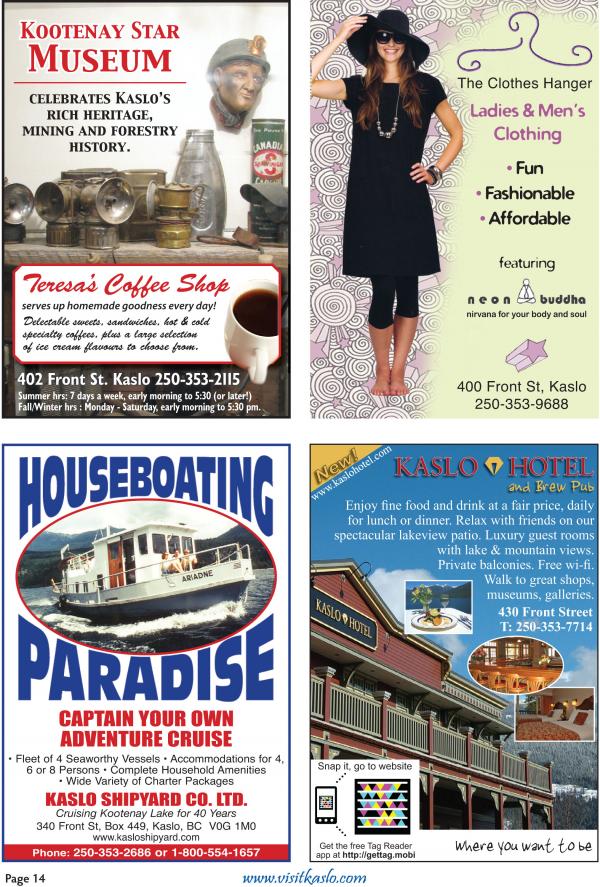 KOOTENAY STAR
MUSEUM
CELEBRATES KASLO'S
RICH HERITAGE,
MINING AND FORESTRY
HISTORY.
CANADIAN
Teresa's Coffee Shop
serves up homemade goodness every day!
Delectable sweets, sandwiches, hot & cold
specialty coffees, plus a large selection
of ice cream flavours to choose from.
402 Front St. Kaslo 250-353-2115
Summer hrs: 7 days a week, early morning to 5:30 (or later!)
Fall/Winter hrs : Monday - Saturday, early morning to 5:30 pm.
The Clothes Hanger
Ladies & Men's
Clothing
• Fun
• Fashionable
• Affordable
featuring
neon buddha
nirvana for your body and soul
400 Front St, Kaslo
250-353-9688
HOUSEBOATING
ARIADNE
PARADISE
CAPTAIN YOUR OWN
ADVENTURE CRUISE
• Fleet of 4 Seaworthy Vessels • Accommodations for 4,
6 or 8 Persons • Complete Household Amenities
• Wide Variety of Charter Packages
KASLO SHIPYARD CO. LTD.
Cruising Kootenay Lake for 40 Years
340 Front St, Box 449, Kaslo, BC V0G 1M0
www.kasloshipyard.com
Phone: 250-353-2686 or 1-800-554-1657
New!
www.kaslohotel.com
KASLO HOTEL
and Brew Pub
Enjoy fine food and drink at a fair price, daily
for lunch or dinner. Relax with friends on our
spectacular lakeview patio. Luxury guest rooms
with lake & mountain views.
Private balconies. Free wi-fi.
Walk to great shops,
museums, galleries.
430 Front Street
T: 250-353-7714
KASLO HOTEL
Snap it, go to website
Get the free Tag Reader
app at http://gettag.mobi
where you want to be
Page 14
www.visitkaslo.com